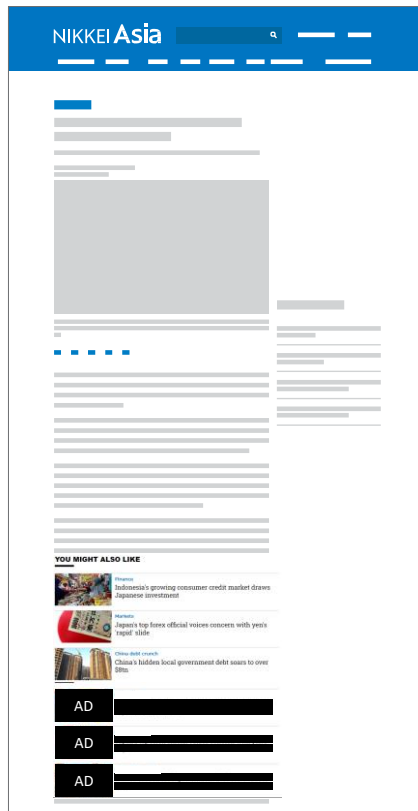 NIKKEI Asia
YOU MIGHT ALSO LIKE
Finance
Indonesia's growing consumer credit market draws
Japanese investment
Markets
Japan's top forex official voices concern with yen's
'rapid' slide
China debt crunch
China's hidden local government debt soars to over
$8tn
AD
AD
AD